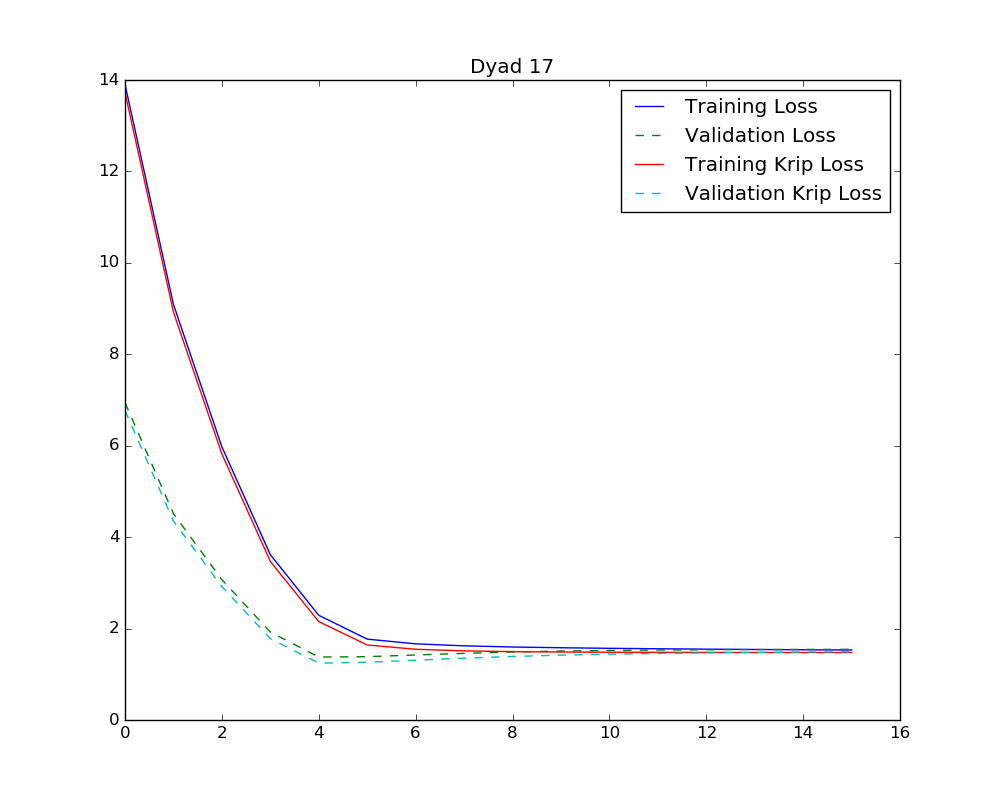 Dyad 17
14
12
10
8
6
4
2
0
Training Loss
Validation Loss
Training Krip Loss
Validation Krip Loss
0 2 4 6 8 10 12 14 16